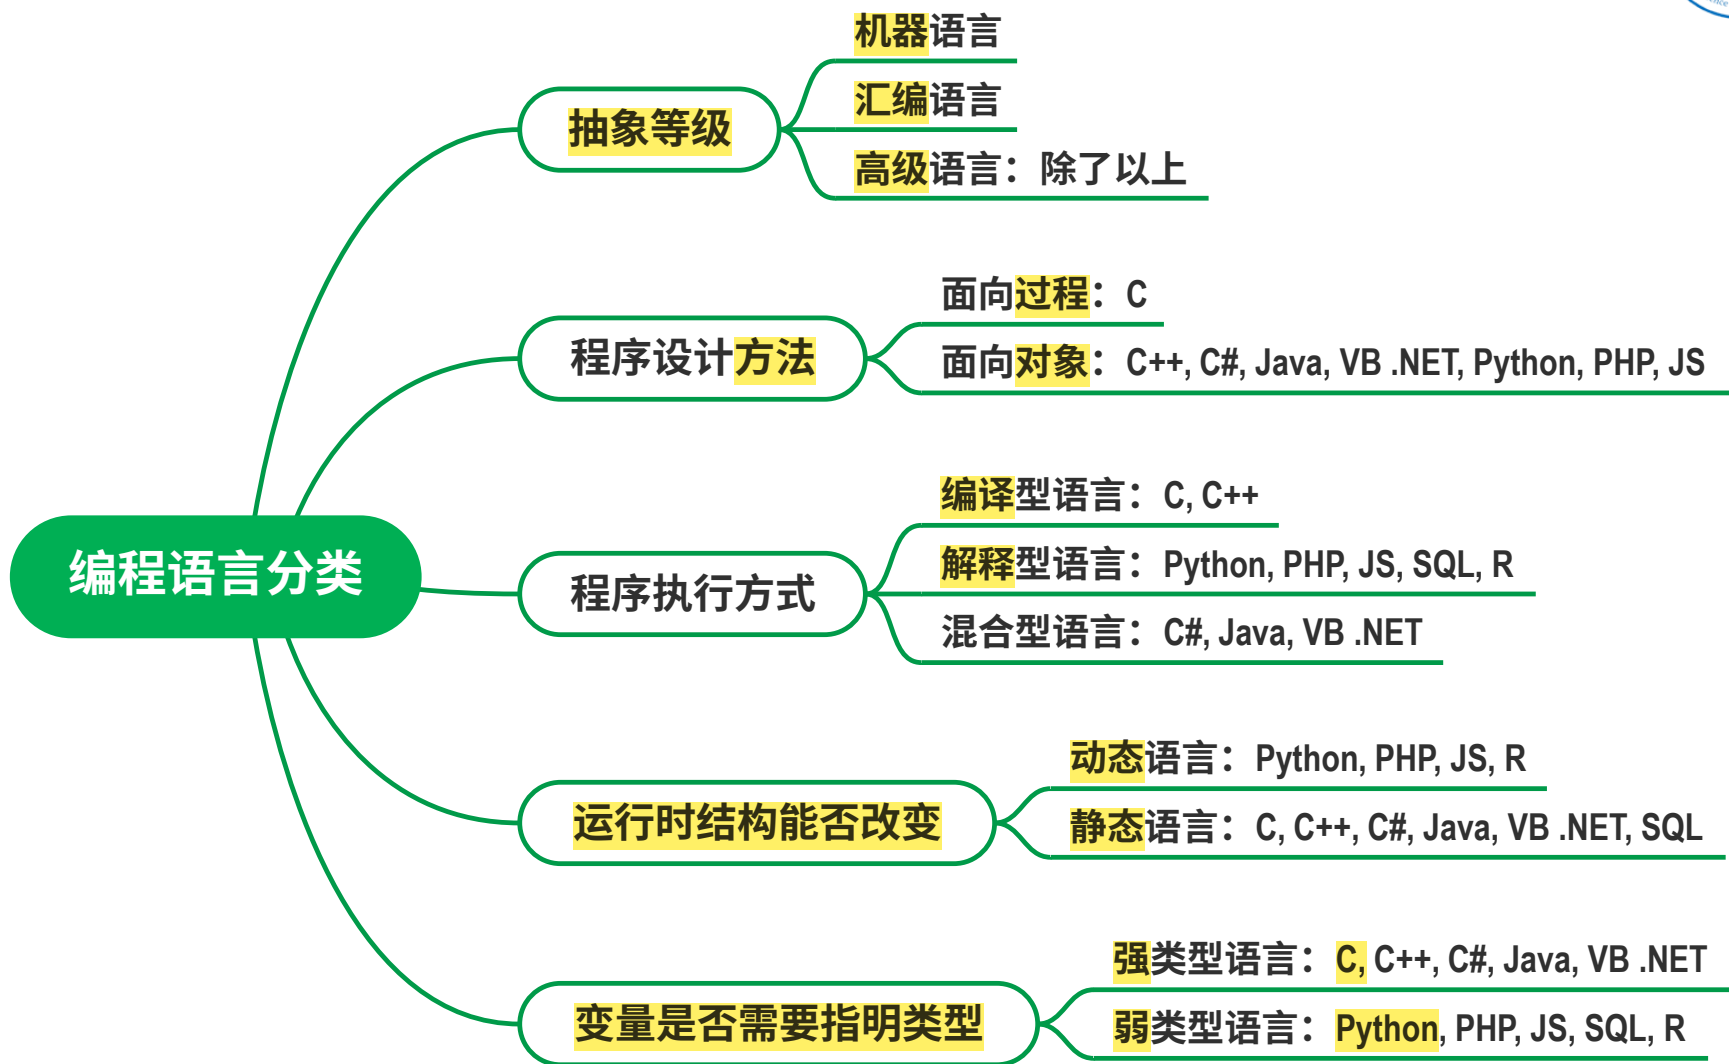 机器语言
汇编语言
抽象等级
高级语言：除了以上
面向过程：C
程序设计方法
面向对象：C++, C#, Java, VB .NET, Python, PHP, JS
编译型语言：C, C++
解释型语言：Python, PHP, JS, SQL, R
编程语言分类
程序执行方式
混合型语言：C#, Java, VB .NET
动态语言：Python, PHP, JS, R
运行时结构能否改变
静态语言：C, C++, C#, Java, VB .NET, SQL
强类型语言：C, C++, C#, Java, VB .NET
变量是否需要指明类型
弱类型语言：Python, PHP, JS, SQL, R